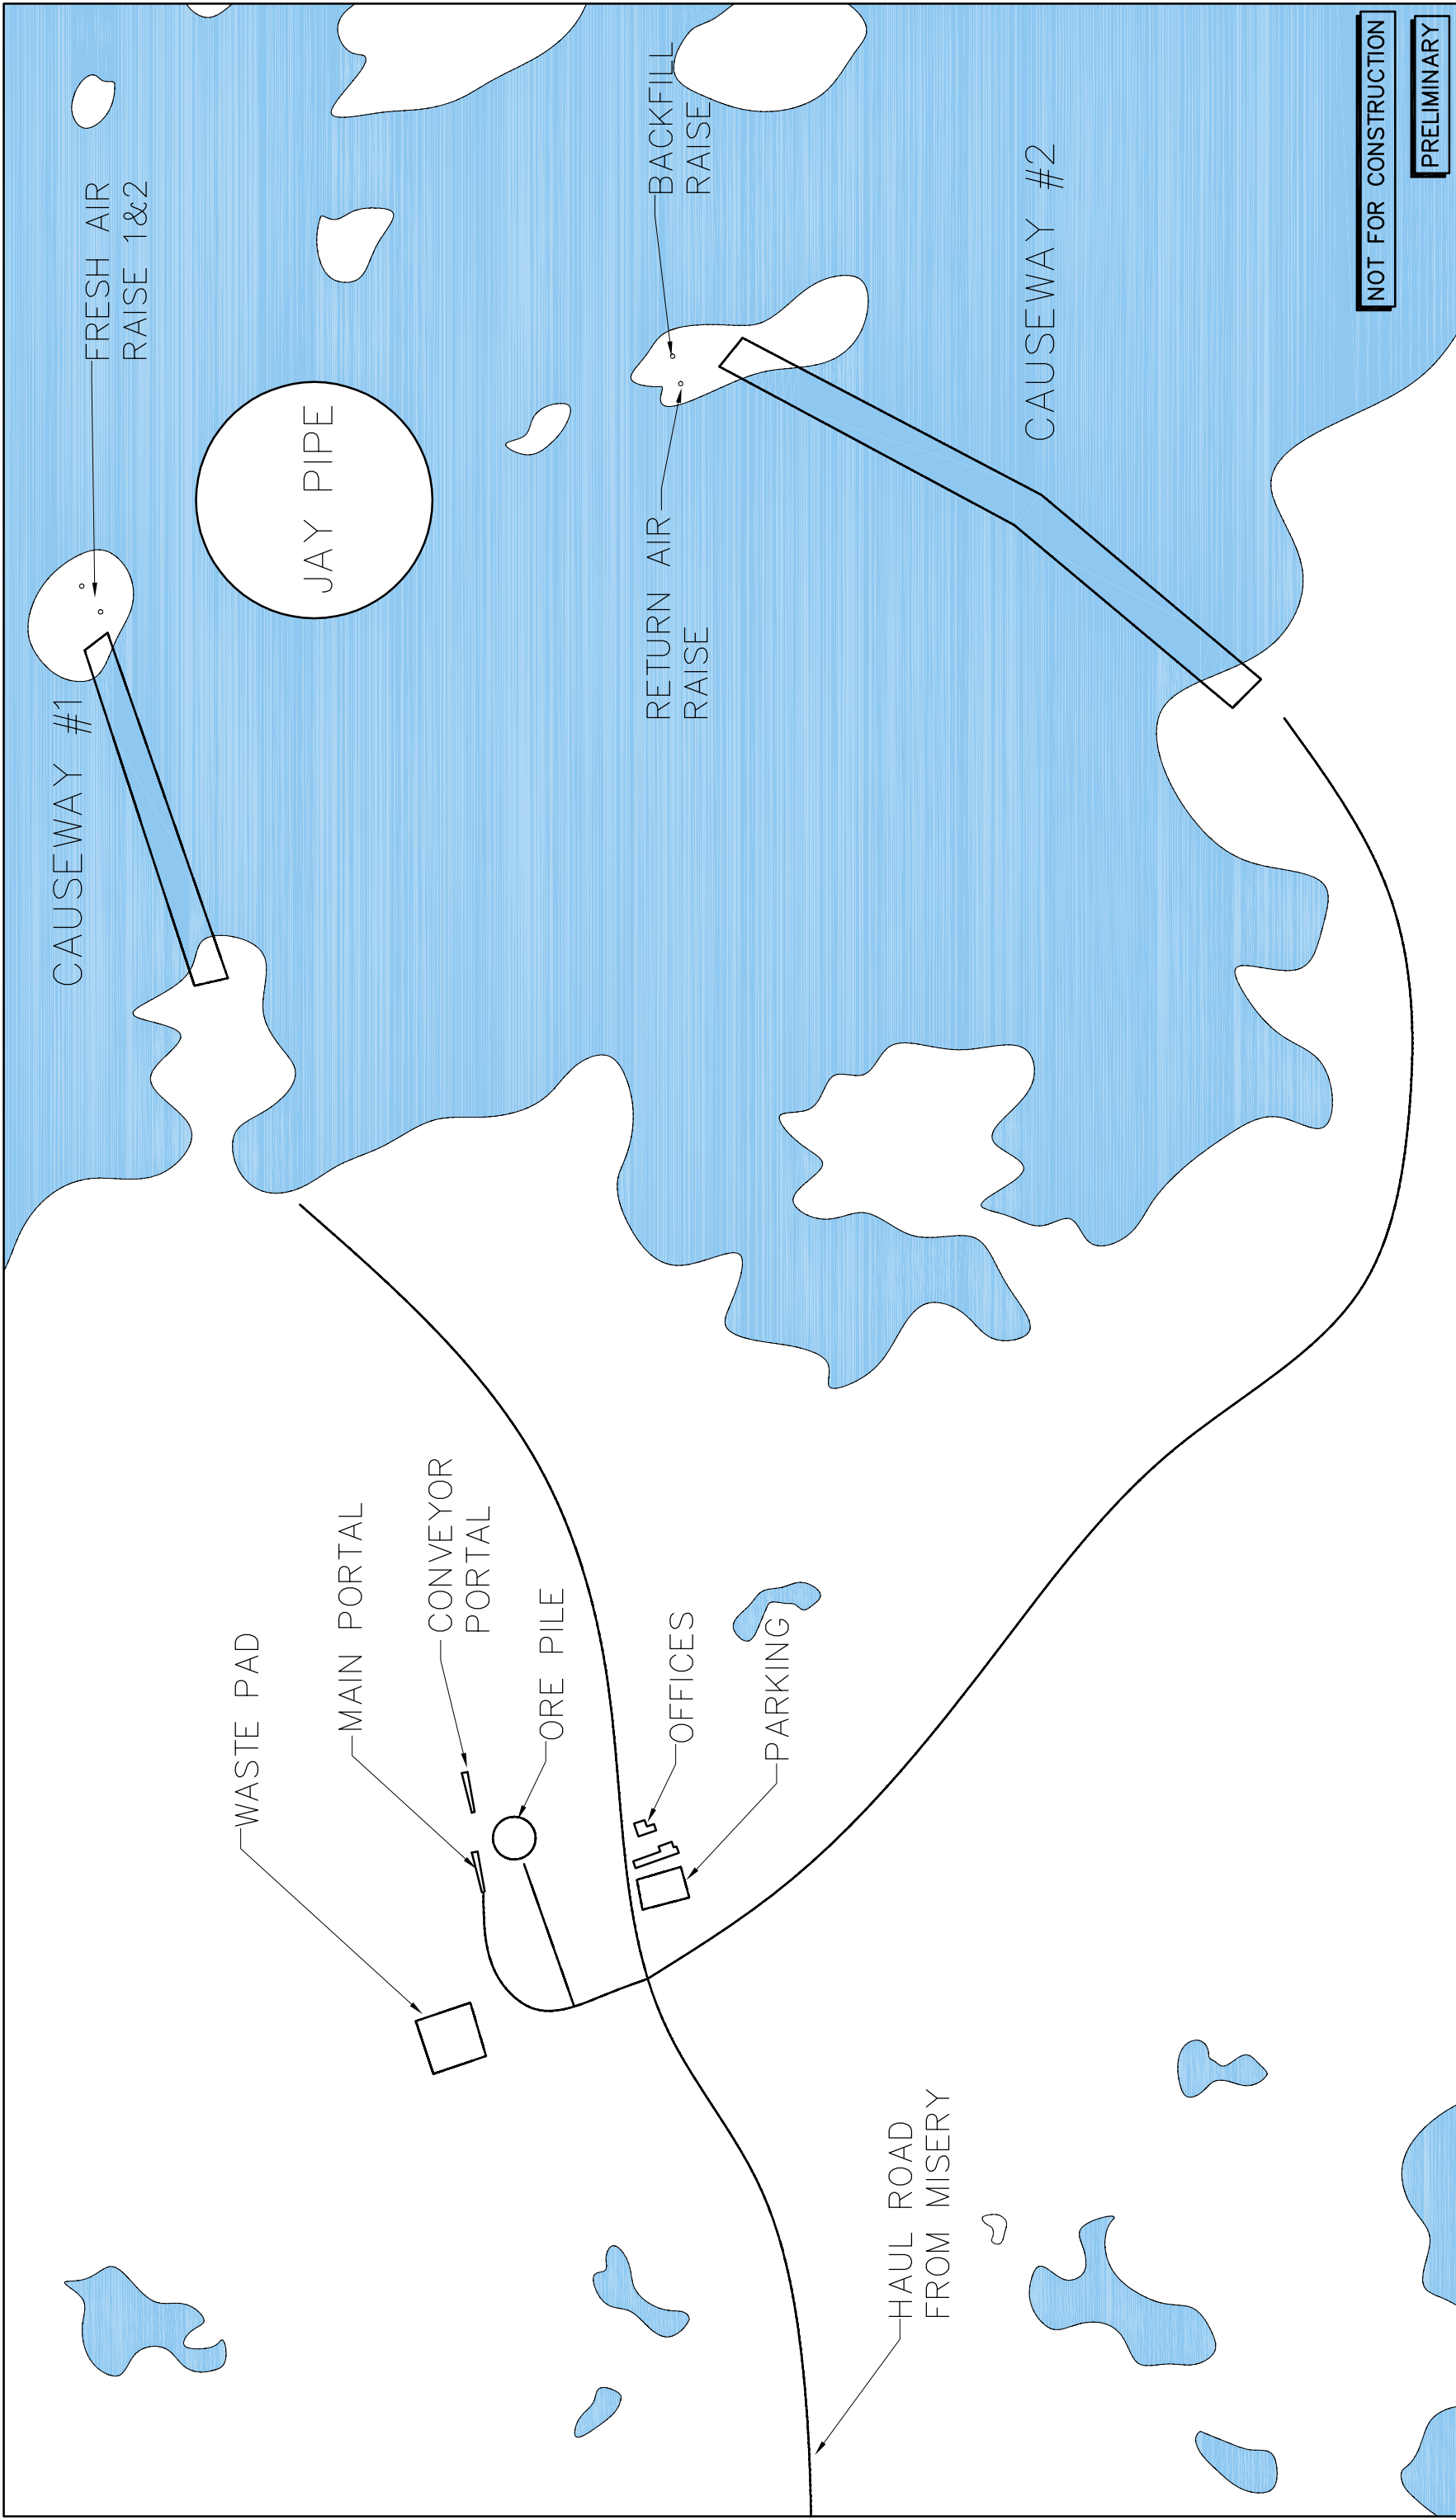 CAUSEWAY #1
FRESH AIR
RAISE 1&2
WASTE PAD
JAY PIPE
MAIN PORTAL
CONVEYOR
PORTAL
ORE PILE
RETURN AIR
RAISE
BACKFILL
RAISE
OFFICES
PARKING
HAUL ROAD
FROM MISERY
CAUSEWAY #2
NOT FOR CONSTRUCTION
PRELIMINARY